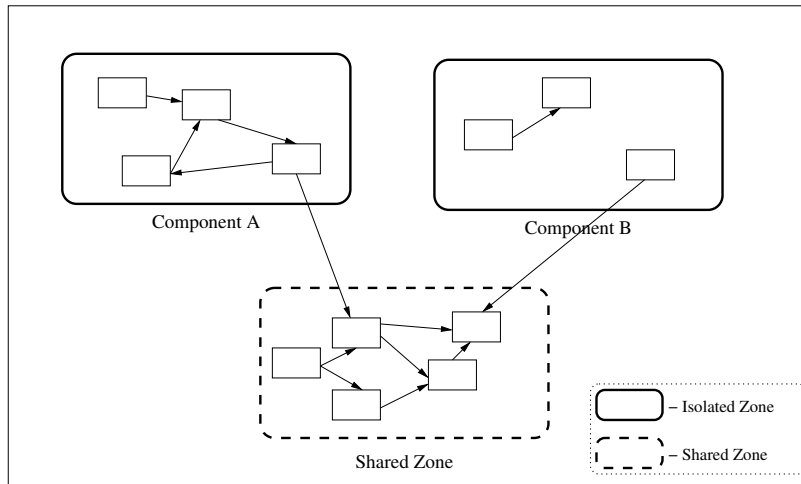 Component A
Component B
Shared Zone
– Isolated Zone
– Shared Zone